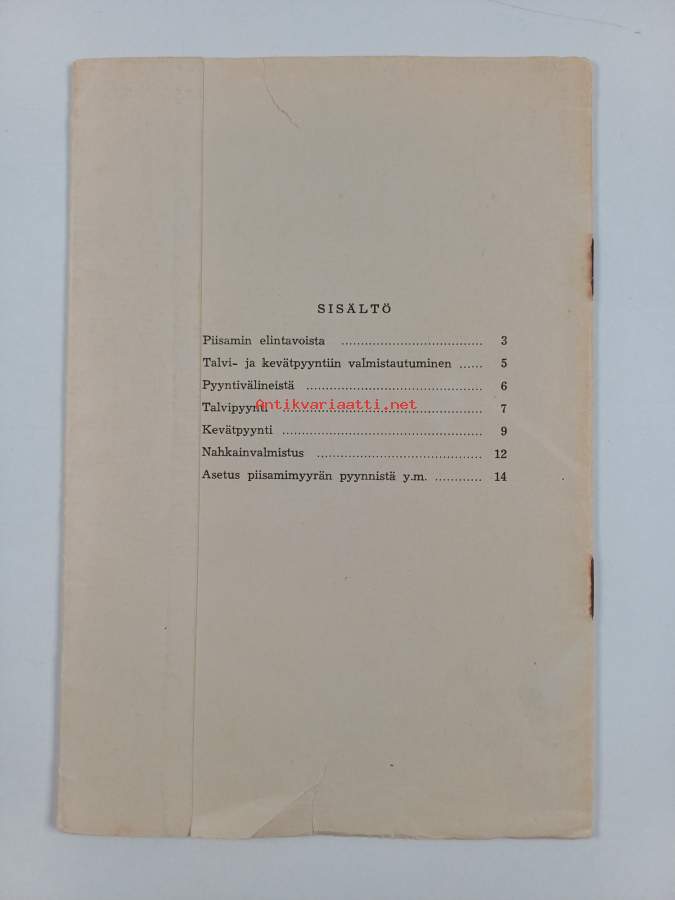 SISÄLTÖ
Piisamin elintavoista ................................... 3
Talvi- ja kevätpyyntiin valmistautuminen ...... 5
Pyyntivälineistä ............................................ 6
Talvipyynti .................................................. 7
Antikvariaatti.net
Kevätpyynti .................................................. 9
Nahkainvalmistus ......................................... 12
Asetus piisamimyyrän pyynnistä y.m. ............ 14